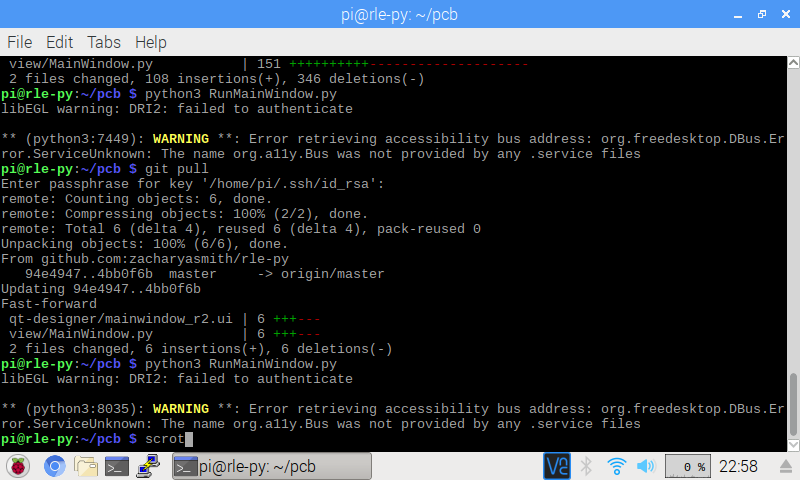 pi@rle-py: ~/pcb
File Edit Tabs Help
view/MainWindow.py | 151 ++++++++++---------------------
2 files changed, 108 insertions(+), 346 deletions(-)
pi@rle-py:~/pcb $ python3 RunMainWindow.py
libEGL warning: DRI2: failed to authenticate
** (python3:7449): WARNING **: Error retrieving accessibility bus address: org.freedesktop.DBus.Er
ror.ServiceUnknown: The name org.a11y.Bus was not provided by any .service files
pi@rle-py:~/pcb $ git pull
Enter passphrase for key '/home/pi/.ssh/id_rsa':
remote: Counting objects: 6, done.
remote: Compressing objects: 100% (2/2), done.
remote: Total 6 (delta 4), reused 6 (delta 4), pack-reused 0
Unpacking objects: 100% (6/6), done.
From github.com:zacharyasmith/rle-py
94e4947..4bb0f6b master -> origin/master
Updating 94e4947..4bb0f6b
Fast-forward
qt-designer/mainwindow_r2.ui | 6 +++---
view/MainWindow.py | 6 +++---
2 files changed, 6 insertions(+), 6 deletions(-)
pi@rle-py:~/pcb $ python3 RunMainWindow.py
libEGL warning: DRI2: failed to authenticate
** (python3:8035): WARNING **: Error retrieving accessibility bus address: org.freedesktop.DBus.Er
ror.ServiceUnknown: The name org.a11y.Bus was not provided by any .service files
pi@rle-py:~/pcb $ scrot
pi@rle-py: ~/pcb
0 %
22:58